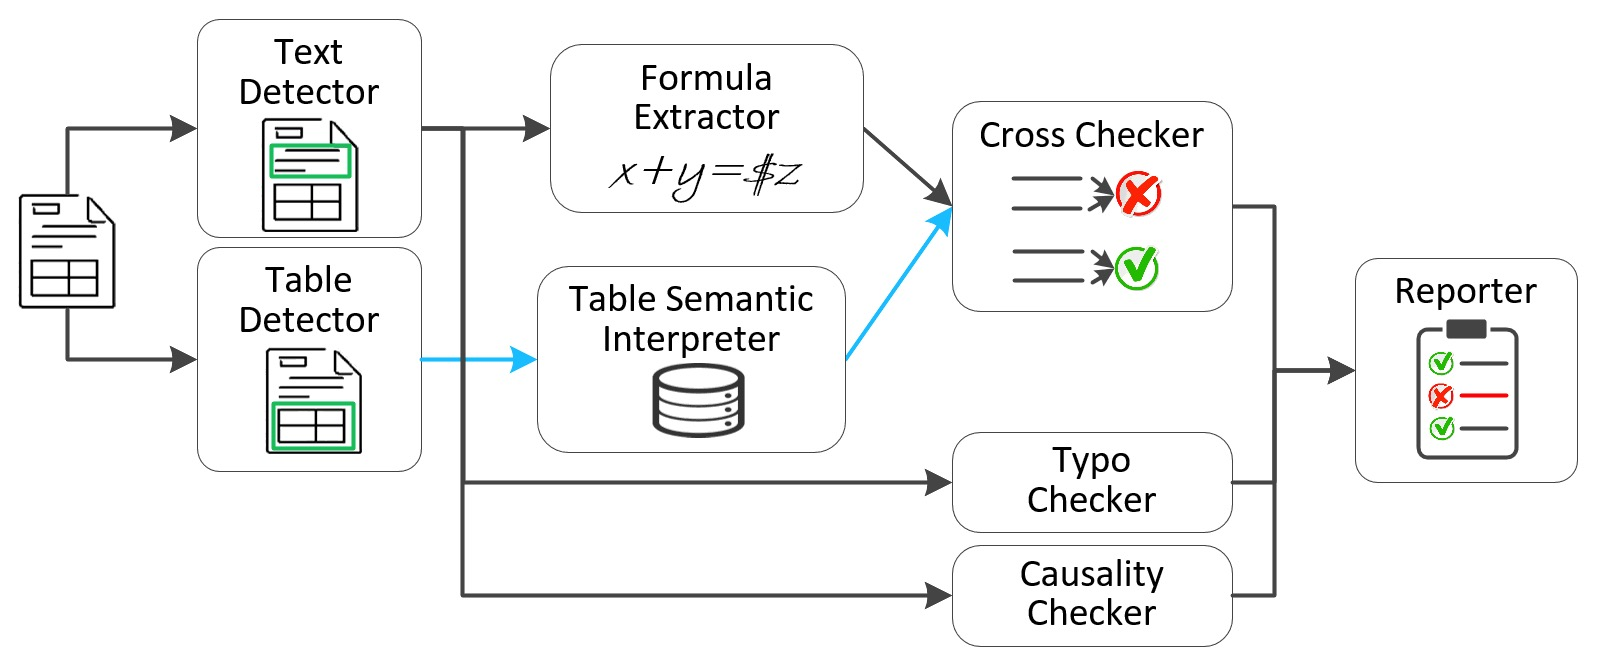 Text
Detector
Table
Detector
Formula
Extractor
x+y=$z
Table Semantic
Interpreter
Cross Checker
Typo
Checker
Causality
Checker
Reporter